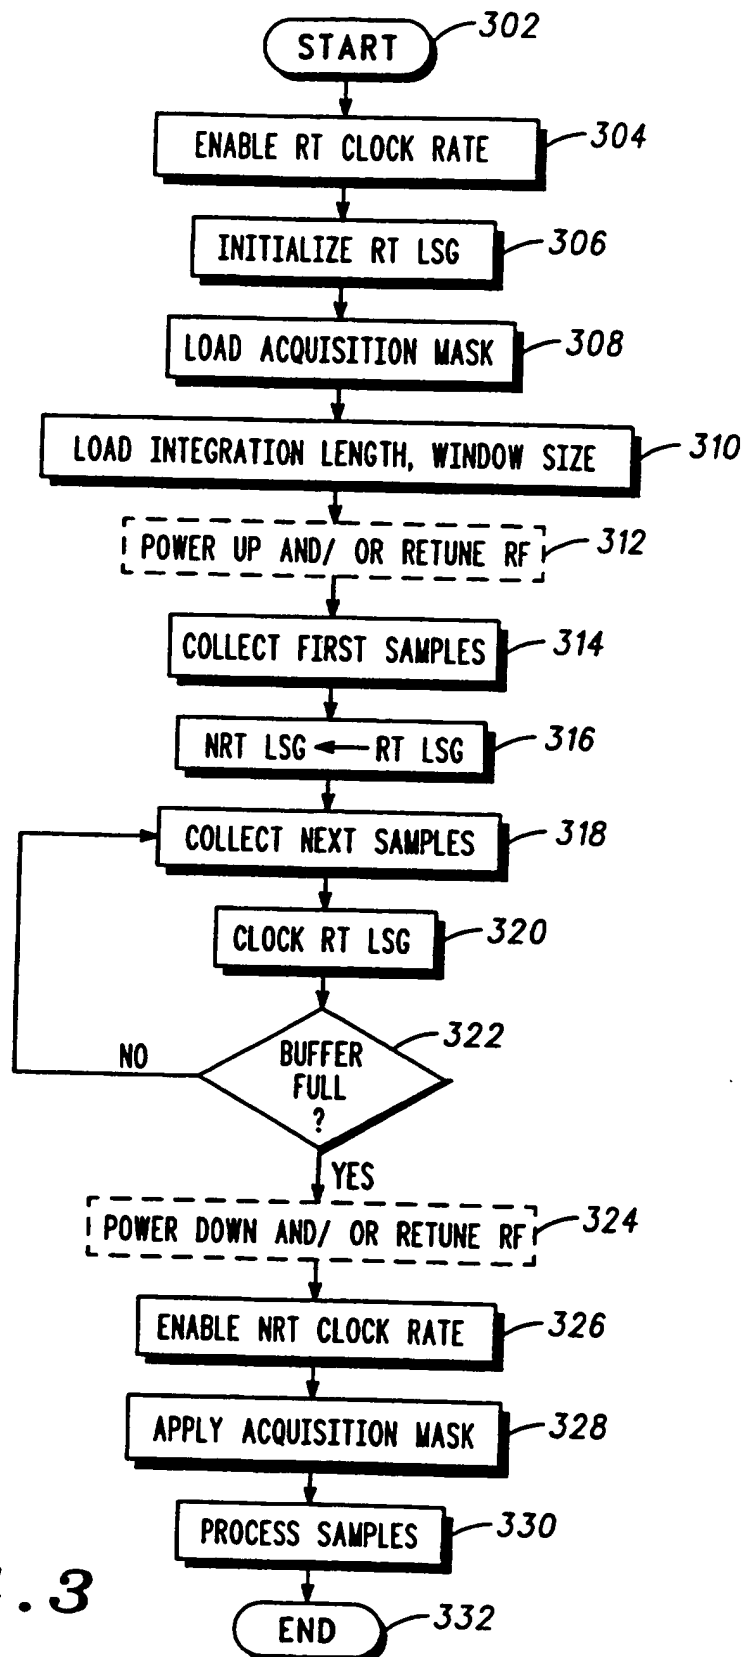 START 302
ENABLE RT CLOCK RATE 304
INITIALIZE RT LSG 306
LOAD ACQUISITION MASK 308
LOAD INTEGRATION LENGTH, WINDOW SIZE 310
POWER UP AND/ OR RETUNE RF 312
COLLECT FIRST SAMPLES 314
NRT LSG ← RT LSG 316
COLLECT NEXT SAMPLES 318
CLOCK RT LSG 320
BUFFER 322
FULL
?
NO
YES
POWER DOWN AND/ OR RETUNE RF 324
ENABLE NRT CLOCK RATE 326
APPLY ACQUISITION MASK 328
PROCESS SAMPLES 330
.3
END 332